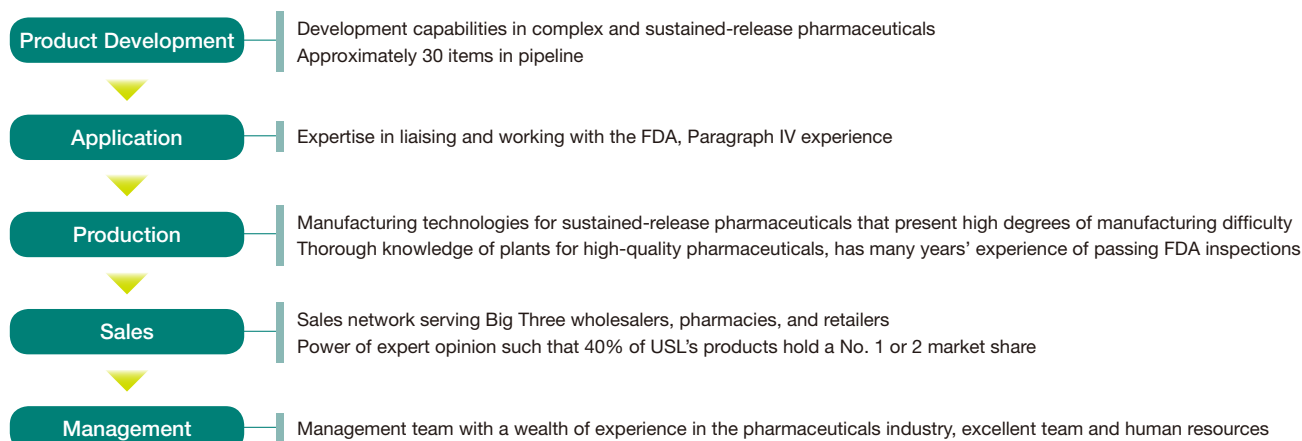 Product Development
Development capabilities in complex and sustained-release pharmaceuticals
Approximately 30 items in pipeline
Application
Expertise in liaising and working with the FDA, Paragraph IV experience
Production
Manufacturing technologies for sustained-release pharmaceuticals that present high degrees of manufacturing difficulty
Thorough knowledge of plants for high-quality pharmaceuticals, has many years’ experience of passing FDA inspections
Sales
Sales network serving Big Three wholesalers, pharmacies, and retailers
Power of expert opinion such that 40% of USL’s products hold a No. 1 or 2 market share
Management
Management team with a wealth of experience in the pharmaceuticals industry, excellent team and human resources